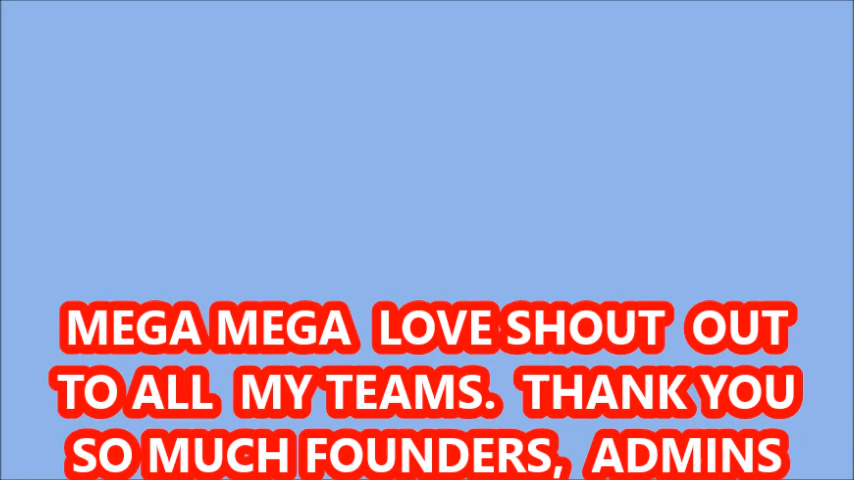 MEGA MEGA LOVE SHOUT OUT
TO ALL MY TEAMS. THANK YOU
SO MUCH FOUNDERS, ADMINS